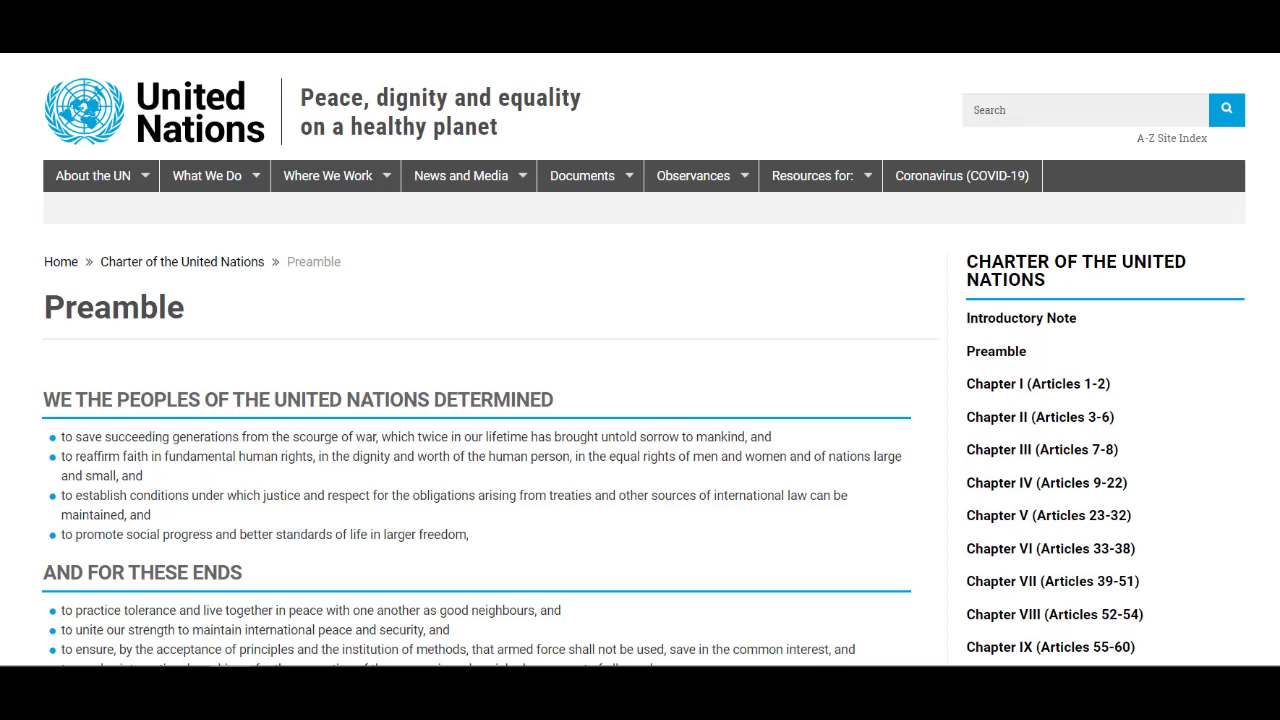 United
Nations
Peace, dignity and equality
on a healthy planet
Search
A-Z Site Index
About the UN
What We Do
Where We Work
News and Media
Documents
Observances
Resources for:
Coronavirus (COVID-19)
Home » Charter of the United Nations » Preamble
Preamble
WE THE PEOPLES OF THE UNITED NATIONS DETERMINED
to save succeeding generations from the scourge of war, which twice in our lifetime has brought untold sorrow to mankind, and
to reaffirm faith in fundamental human rights, in the dignity and worth of the human person, in the equal rights of men and women and of nations large
and small, and
to establish conditions under which justice and respect for the obligations arising from treaties and other sources of international law can be
maintained, and
to promote social progress and better standards of life in larger freedom,
AND FOR THESE ENDS
to practice tolerance and live together in peace with one another as good neighbours, and
to unite our strength to maintain international peace and security, and
to ensure, by the acceptance of principles and the institution of methods, that armed force shall not be used, save in the common interest, and
CHARTER OF THE UNITED
NATIONS
Introductory Note
Preamble
Chapter I (Articles 1-2)
Chapter II (Articles 3-6)
Chapter III (Articles 7-8)
Chapter IV (Articles 9-22)
Chapter V (Articles 23-32)
Chapter VI (Articles 33-38)
Chapter VII (Articles 39-51)
Chapter VIII (Articles 52-54)
Chapter IX (Articles 55-60)